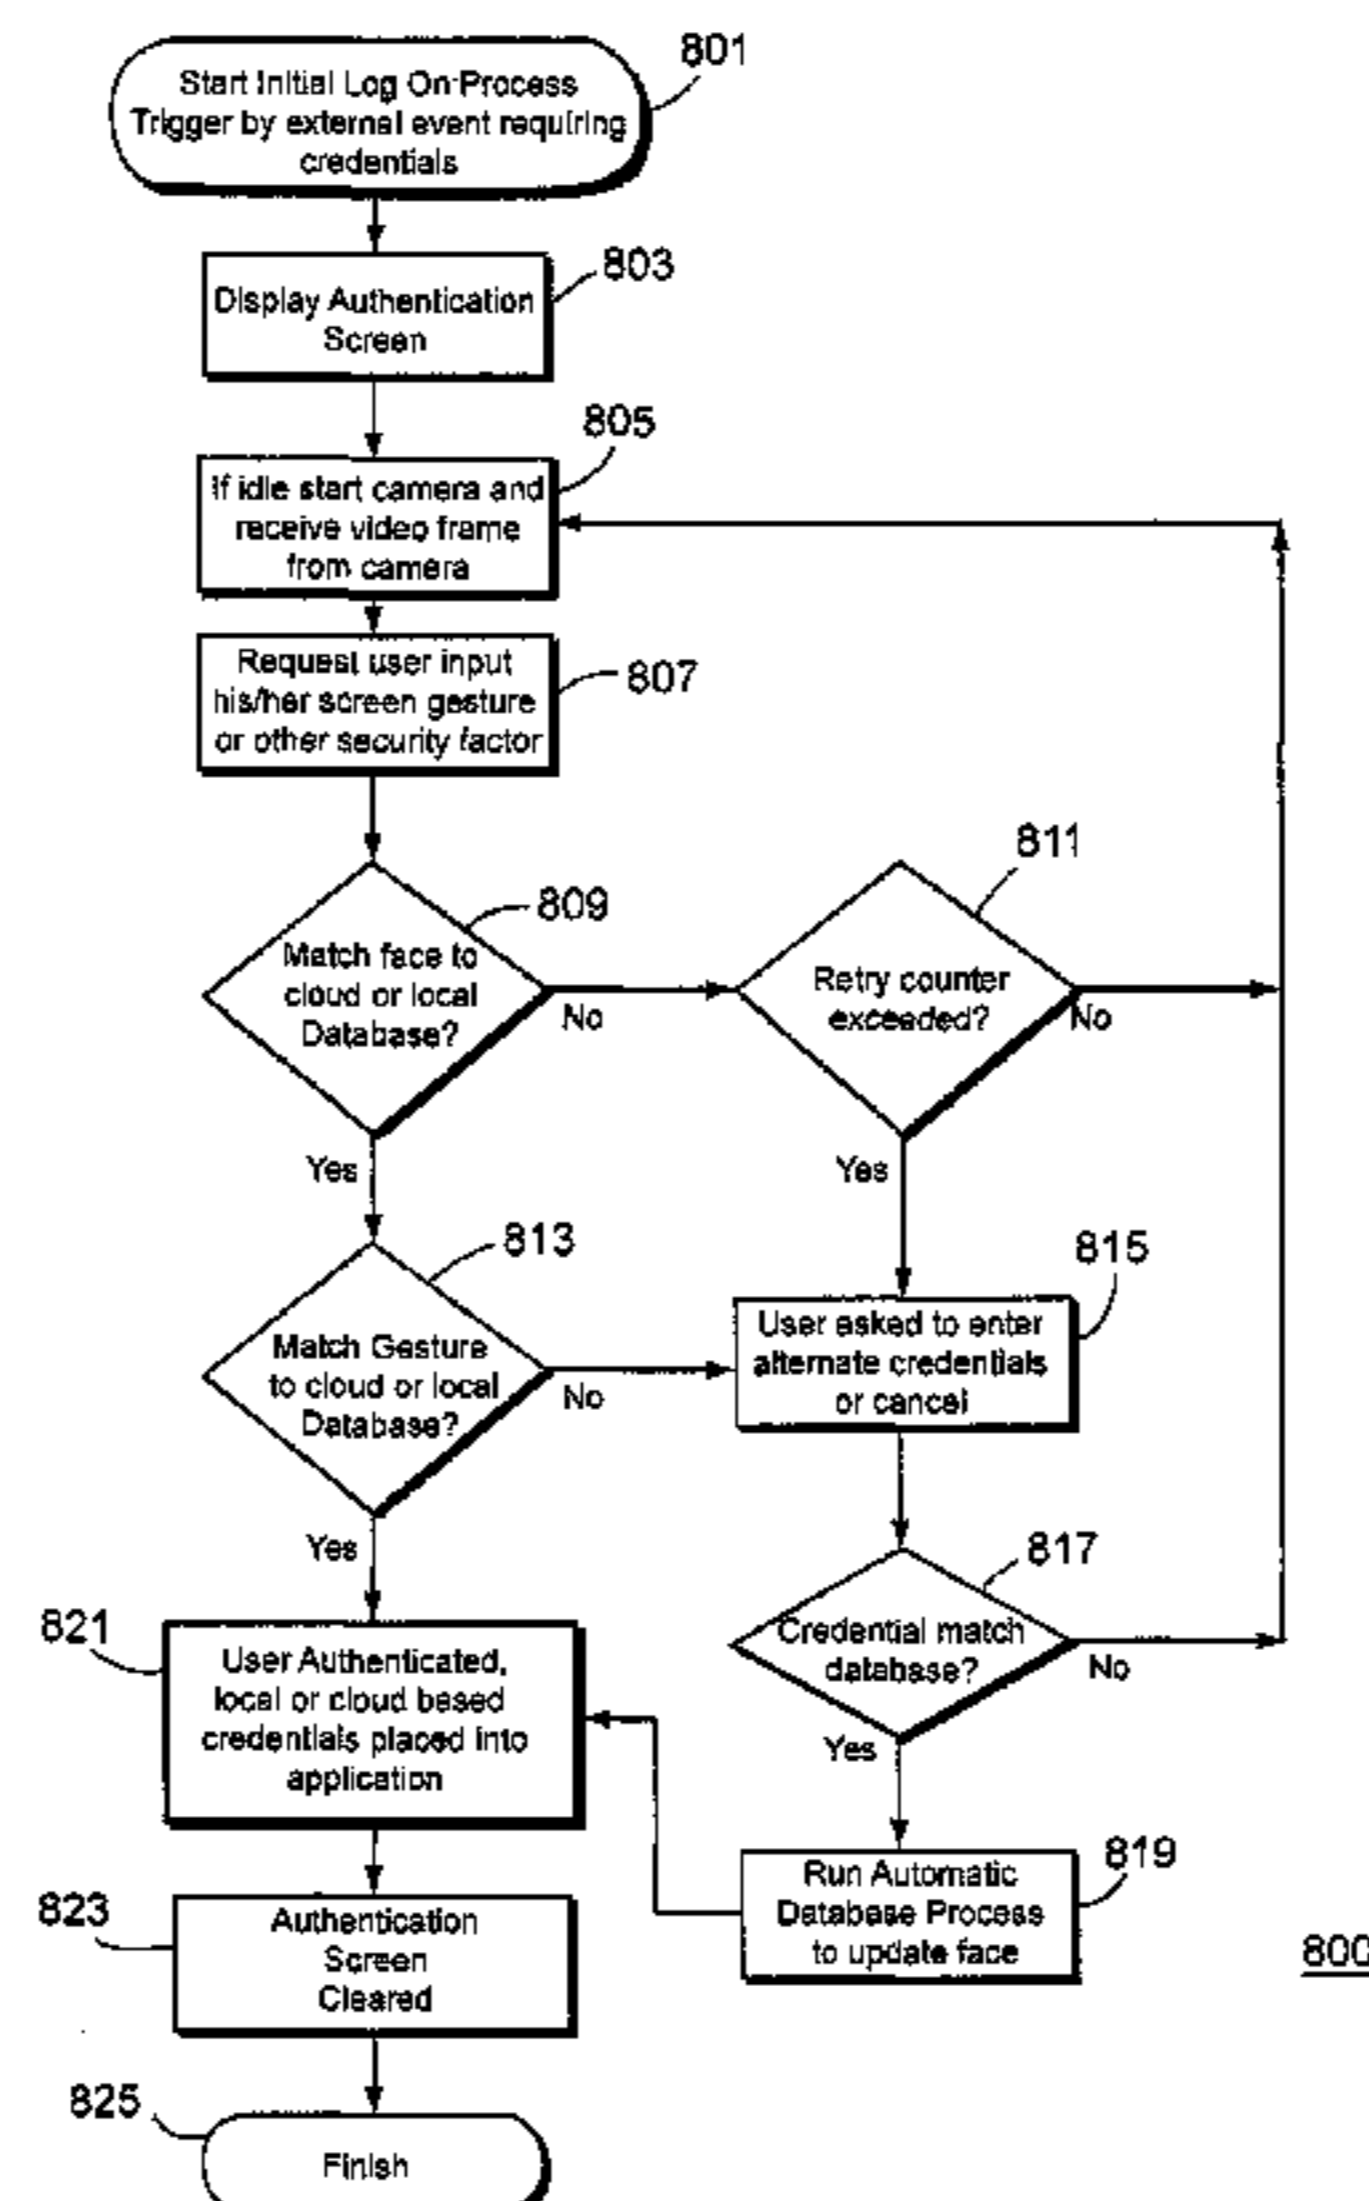 801
Start Initial Log On-Process
Trigger by external event requiring
credentials
803
Display Authentication
Screen
805
If idle start camera and
receive video frame
from camera
Request user input
his/her screen gesture
or other security factor
807
811
809
Match face to
cloud or local
Database?
No
Retry counter
exceeded?
No
Yes
Yes
813
815
Match Gesture
to cloud or local
Database?
No
User asked to enter
alternate credentials
or cancel
Yes
817
Credential match
database?
No
Yes
821
User Authenticated,
local or cloud based
credentials placed into
application
819
Run Automatic
Database Process
to update face
823
Authentication
Screen
Cleared
800
825
Finish